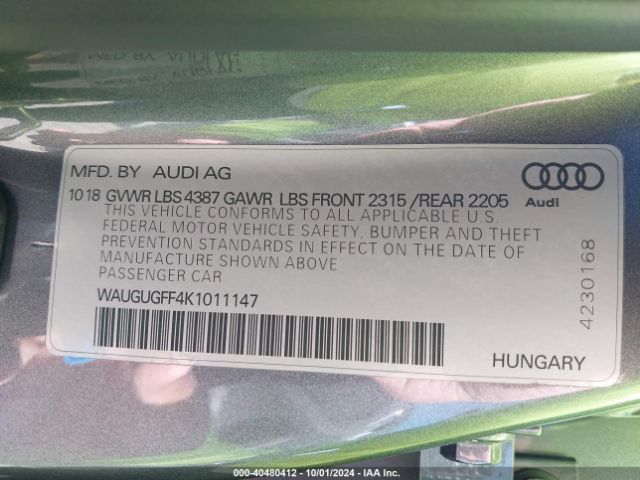 MFD. BY AUDI AG
10 18 GVWR LBS 4387 GAWR LBS FRONT 2315 /REAR 2205
THIS VEHICLE CONFORMS TO ALL APPLICABLE U.S.
FEDERAL MOTOR VEHICLE SAFETY, BUMPER AND THEFT
PREVENTION STANDARDS IN EFFECT ON THE DATE OF
MANUFACTURE SHOWN ABOVE
PASSENGER CAR
WAUGUGFF4K1011147
Audi
4230168
HUNGARY
000-40480412 - 10/01/2024 - IAA Inc.